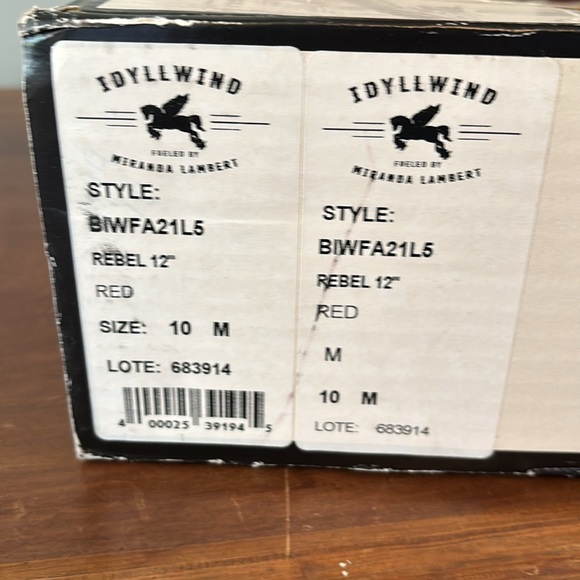 IDYLLWIND
FUELED BY
MIRANDA LAMBERT
STYLE:
BIWFA21L5
REBEL 12"
RED
SIZE: 10 M
LOTE: 683914
4 00025 39194 5
IDYLLWIND
FUELED BY
MIRANDA LAMBERT
STYLE:
BIWFA21L5
REBEL 12"
RED
M
10 M
LOTE: 683914